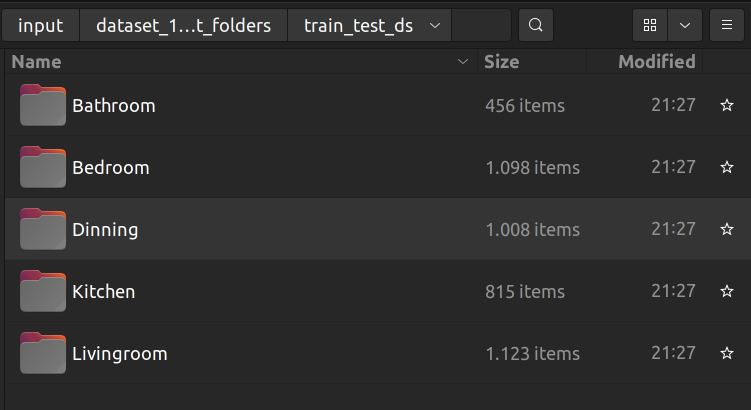 input dataset_1...t_folders train_test_ds
Name Size Modified
Bathroom 456 items 21:27
Bedroom 1.098 items 21:27
Dinning 1.008 items 21:27
Kitchen 815 items 21:27
Livingroom 1.123 items 21:27